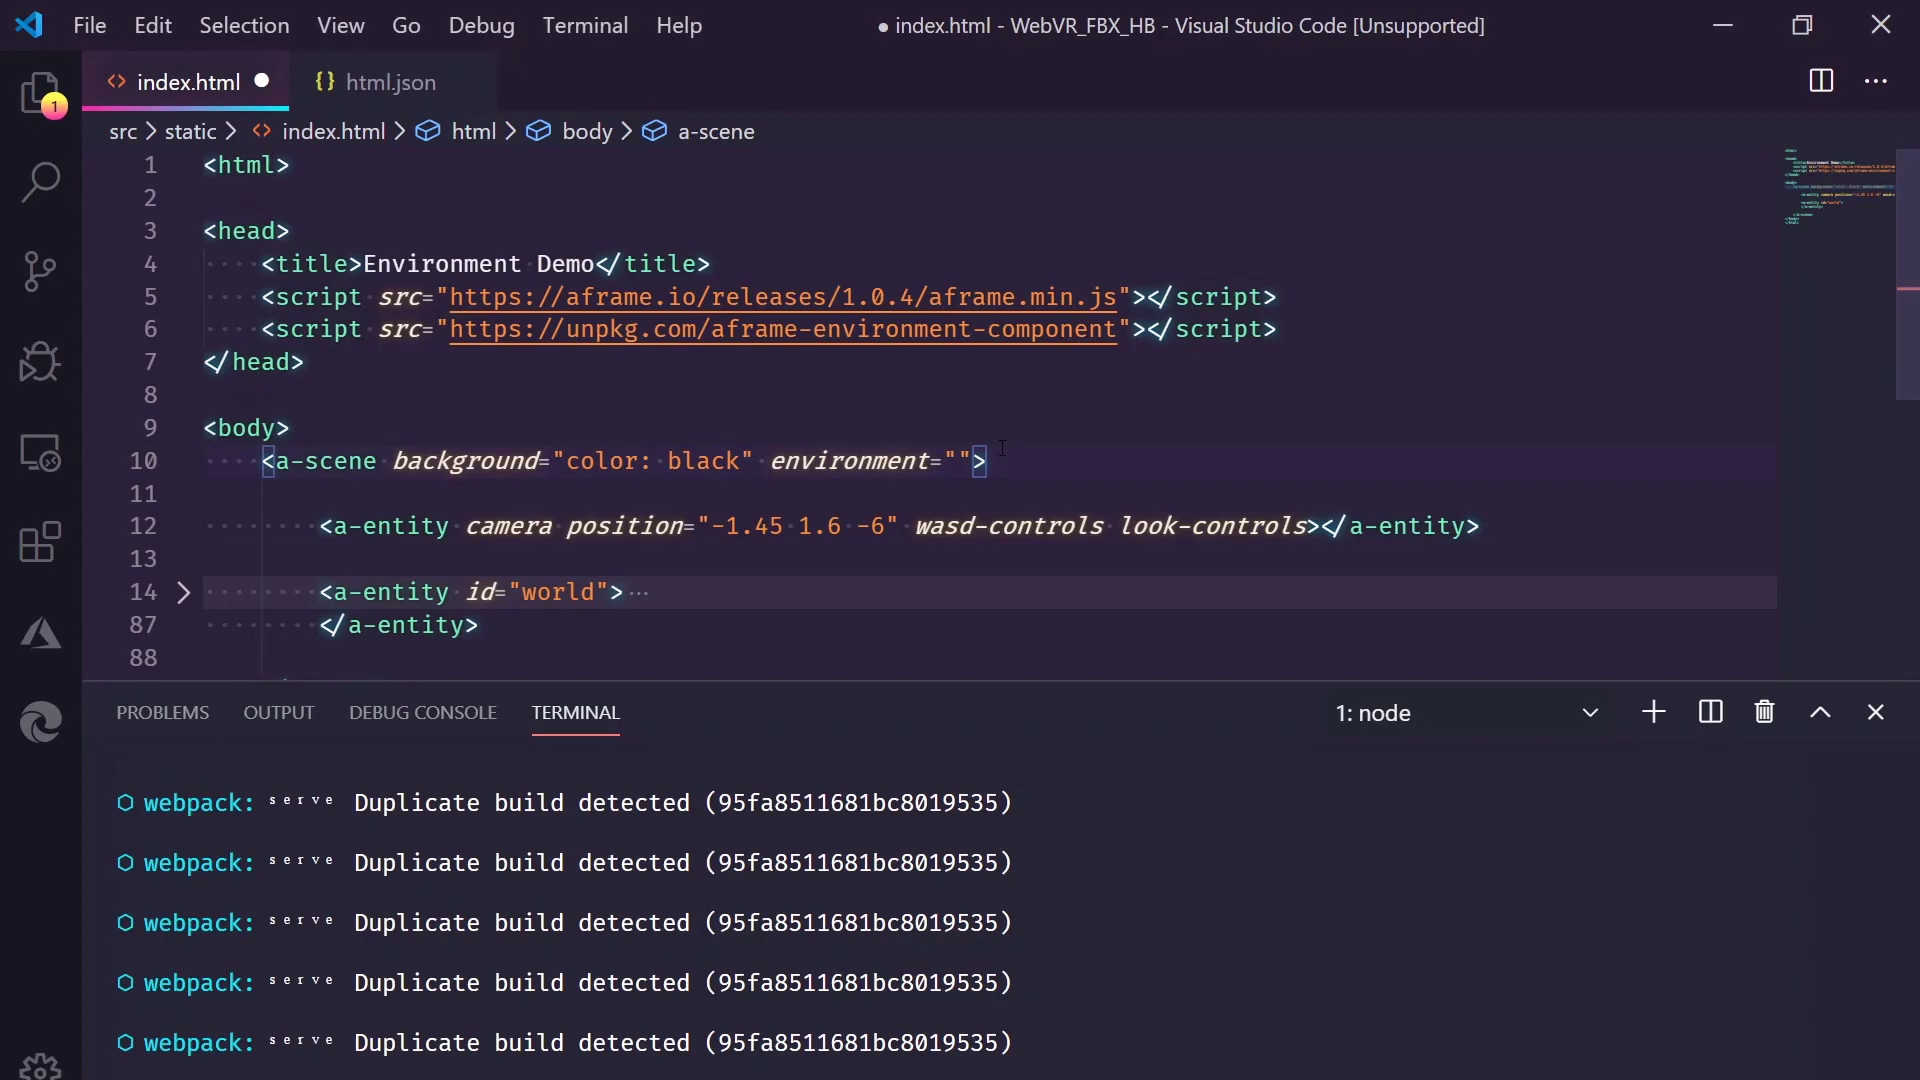 File Edit Selection View Go Debug Terminal Help
● index.html - WebVR_FBX_HB - Visual Studio Code [Unsupported]
1
<> index.html ●
{} html.json
src > static > <> index.html > html > body > a-scene
1 <html>
2
3 <head>
4 <title>Environment Demo</title>
5 <script src="https://aframe.io/releases/1.0.4/aframe.min.js"></script>
6 <script src="https://unpkg.com/aframe-environment-component"></script>
7 </head>
8
9 <body>
10 <a-scene background="color: black" environment="">
11
12 <a-entity camera position="-1.45 1.6 -6" wasd-controls look-controls></a-entity>
13
14 <a-entity id="world">...
87 </a-entity>
88
PROBLEMS OUTPUT DEBUG CONSOLE TERMINAL 1: node
webpack: serve Duplicate build detected (95fa8511681bc8019535)
webpack: serve Duplicate build detected (95fa8511681bc8019535)
webpack: serve Duplicate build detected (95fa8511681bc8019535)
webpack: serve Duplicate build detected (95fa8511681bc8019535)
webpack: serve Duplicate build detected (95fa8511681bc8019535)